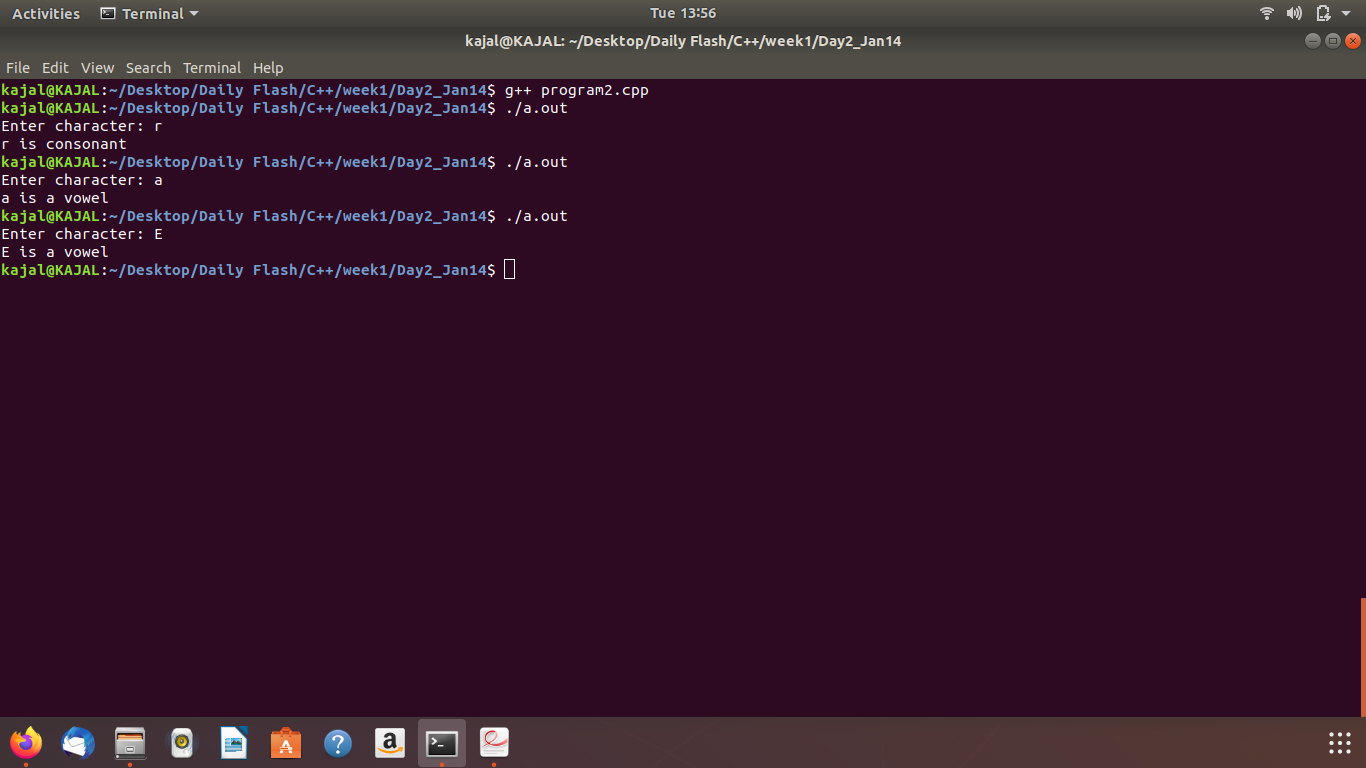 Activities Terminal Tue 13:56
kajal@KAJAL: ~/Desktop/Daily Flash/C++/week1/Day2_Jan14
File Edit View Search Terminal Help
kajal@KAJAL:~/Desktop/Daily Flash/C++/week1/Day2_Jan14$ g++ program2.cpp
kajal@KAJAL:~/Desktop/Daily Flash/C++/week1/Day2_Jan14$ ./a.out
Enter character: r
r is consonant
kajal@KAJAL:~/Desktop/Daily Flash/C++/week1/Day2_Jan14$ ./a.out
Enter character: a
a is a vowel
kajal@KAJAL:~/Desktop/Daily Flash/C++/week1/Day2_Jan14$ ./a.out
Enter character: E
E is a vowel
kajal@KAJAL:~/Desktop/Daily Flash/C++/week1/Day2_Jan14$